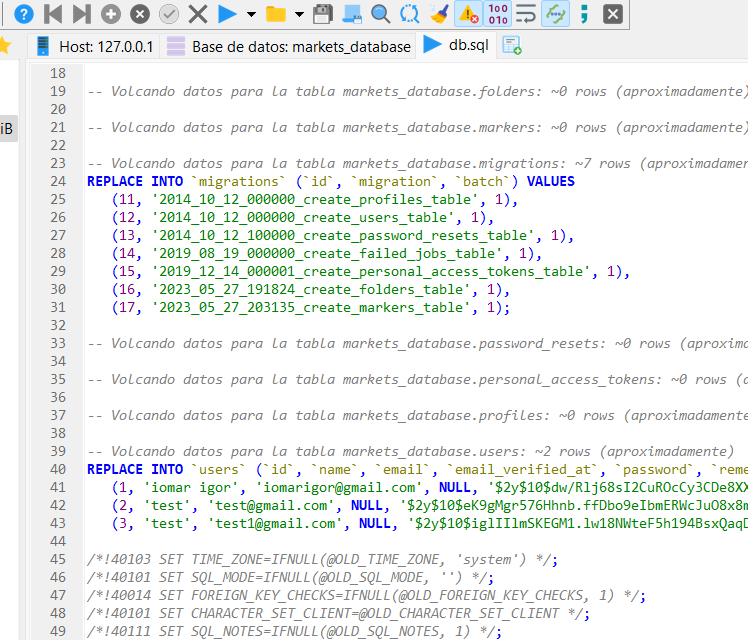 Host: 127.0.0.1 Base de datos: markets_database db.sql
iB
18
19 -- Volcando datos para la tabla markets_database.folders: ~0 rows (aproximadamente)
20
21 -- Volcando datos para la tabla markets_database.markers: ~0 rows (aproximadamente)
22
23 -- Volcando datos para la tabla markets_database.migrations: ~7 rows (aproximadamen
24 REPLACE INTO `migrations` (`id`, `migration`, `batch`) VALUES
25 (11, '2014_10_12_000000_create_profiles_table', 1),
26 (12, '2014_10_12_000000_create_users_table', 1),
27 (13, '2014_10_12_100000_create_password_resets_table', 1),
28 (14, '2019_08_19_000000_create_failed_jobs_table', 1),
29 (15, '2019_12_14_000001_create_personal_access_tokens_table', 1),
30 (16, '2023_05_27_191824_create_folders_table', 1),
31 (17, '2023_05_27_203135_create_markers_table', 1);
32
33 -- Volcando datos para la tabla markets_database.password_resets: ~0 rows (aproxima
34
35 -- Volcando datos para la tabla markets_database.personal_access_tokens: ~0 rows (a
36
37 -- Volcando datos para la tabla markets_database.profiles: ~0 rows (aproximadamente
38
39 -- Volcando datos para la tabla markets_database.users: ~2 rows (aproximadamente)
40 REPLACE INTO `users` (`id`, `name`, `email`, `email_verified_at`, `password`, `reme
41 (1, 'iomar igor', 'iomarigor@gmail.com', NULL, '$2y$10$dw/Rlj68sI2CuROcCy3CDe8XX
42 (2, 'test', 'test@gmail.com', NULL, '$2y$10$eK9gMgr576Hhnb.ffDbo9eIbmERWcJuO8x8m
43 (3, 'test', 'test1@gmail.com', NULL, '$2y$10$iglIIlmSKEGM1.lw18NWteF5h194BsxQaqD
44
45 /*!40103 SET TIME_ZONE=IFNULL(@OLD_TIME_ZONE, 'system') */;
46 /*!40101 SET SQL_MODE=IFNULL(@OLD_SQL_MODE, '') */;
47 /*!40014 SET FOREIGN_KEY_CHECKS=IFNULL(@OLD_FOREIGN_KEY_CHECKS, 1) */;
48 /*!40101 SET CHARACTER_SET_CLIENT=@OLD_CHARACTER_SET_CLIENT */;
49 /*!40111 SET SQL_NOTES=IFNULL(@OLD_SQL_NOTES, 1) */;